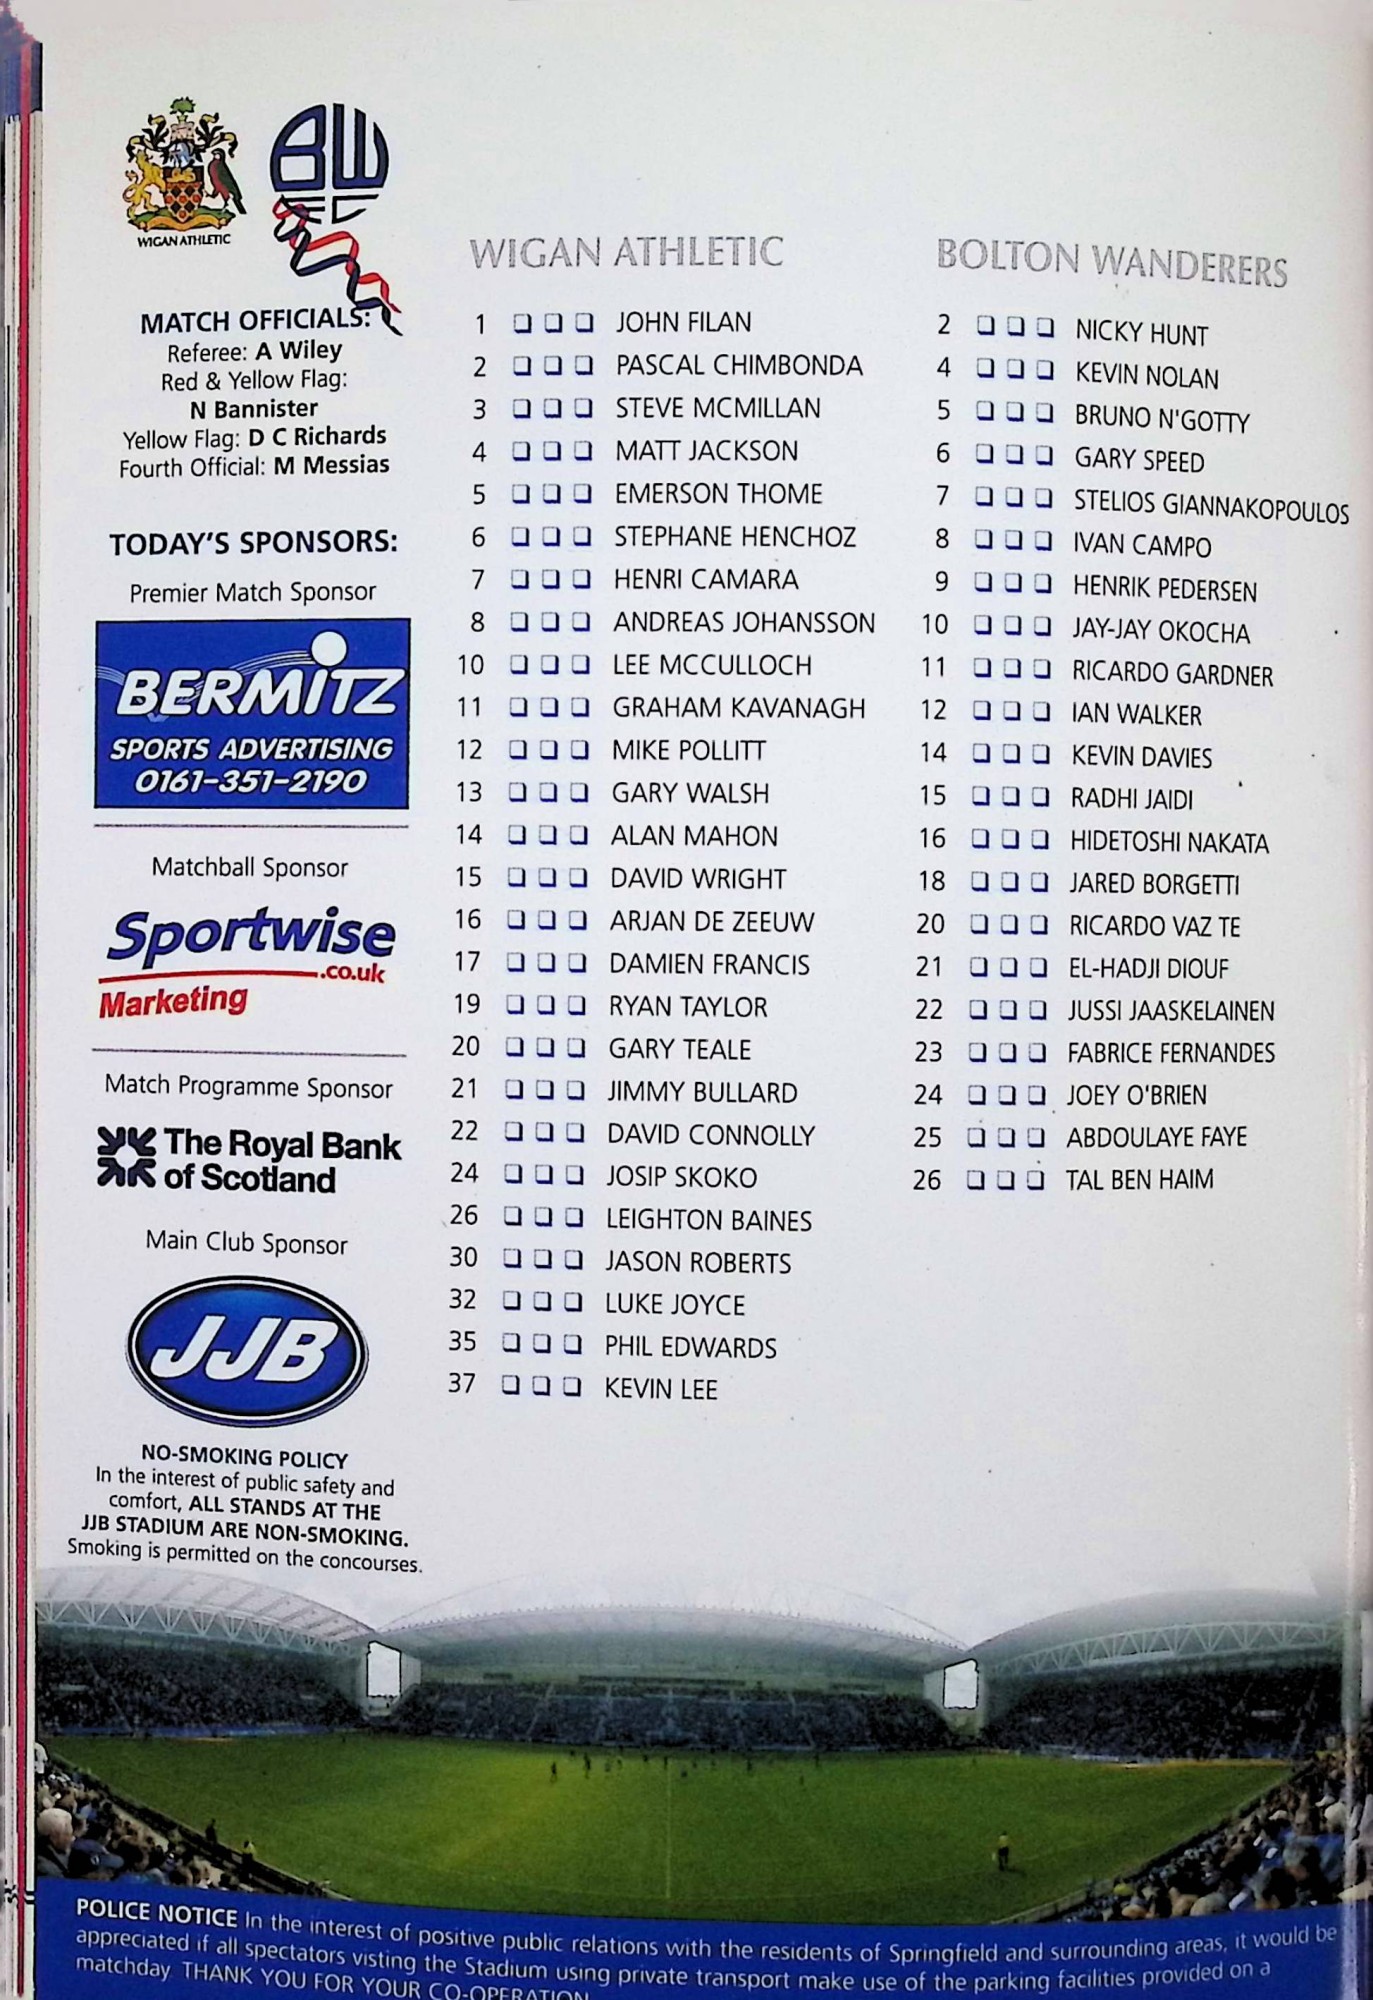 WIGAN ATHLETIC
BW
FC
MATCH OFFICIALS:
Referee: A Wiley
Red & Yellow Flag:
N Bannister
Yellow Flag: D C Richards
Fourth Official: M Messias
TODAY'S SPONSORS:
Premier Match Sponsor
BERMITZ
SPORTS ADVERTISING
0161-351-2190
Matchball Sponsor
Sportwise
.co.uk
Marketing
Match Programme Sponsor
The Royal Bank
of Scotland
Main Club Sponsor
JJB
NO-SMOKING POLICY
In the interest of public safety and
comfort, ALL STANDS AT THE
JJB STADIUM ARE NON-SMOKING.
Smoking is permitted on the concourses.
WIGAN ATHLETIC
1 ❑ ❑ ❑ JOHN FILAN
2 ❑ ❑ ❑ PASCAL CHIMBONDA
3 ❑ ❑ ❑ STEVE MCMILLAN
4 ❑ ❑ ❑ MATT JACKSON
5 ❑ ❑ ❑ EMERSON THOME
6 ❑ ❑ ❑ STEPHANE HENCHOZ
7 ❑ ❑ ❑ HENRI CAMARA
8 ❑ ❑ ❑ ANDREAS JOHANSSON
10 ❑ ❑ ❑ LEE MCCULLOCH
11 ❑ ❑ ❑ GRAHAM KAVANAGH
12 ❑ ❑ ❑ MIKE POLLITT
13 ❑ ❑ ❑ GARY WALSH
14 ❑ ❑ ❑ ALAN MAHON
15 ❑ ❑ ❑ DAVID WRIGHT
16 ❑ ❑ ❑ ARJAN DE ZEEUW
17 ❑ ❑ ❑ DAMIEN FRANCIS
19 ❑ ❑ ❑ RYAN TAYLOR
20 ❑ ❑ ❑ GARY TEALE
21 ❑ ❑ ❑ JIMMY BULLARD
22 ❑ ❑ ❑ DAVID CONNOLLY
24 ❑ ❑ ❑ JOSIP SKOKO
26 ❑ ❑ ❑ LEIGHTON BAINES
30 ❑ ❑ ❑ JASON ROBERTS
32 ❑ ❑ ❑ LUKE JOYCE
35 ❑ ❑ ❑ PHIL EDWARDS
37 ❑ ❑ ❑ KEVIN LEE
BOLTON WANDERERS
2 ❑ ❑ ❑ NICKY HUNT
4 ❑ ❑ ❑ KEVIN NOLAN
5 ❑ ❑ ❑ BRUNO N'GOTTY
6 ❑ ❑ ❑ GARY SPEED
7 ❑ ❑ ❑ STELIOS GIANNAKOPOULOS
8 ❑ ❑ ❑ IVAN CAMPO
9 ❑ ❑ ❑ HENRIK PEDERSEN
10 ❑ ❑ ❑ JAY-JAY OKOCHA
11 ❑ ❑ ❑ RICARDO GARDNER
12 ❑ ❑ ❑ IAN WALKER
14 ❑ ❑ ❑ KEVIN DAVIES
15 ❑ ❑ ❑ RADHI JAIDI
16 ❑ ❑ ❑ HIDETOSHI NAKATA
18 ❑ ❑ ❑ JARED BORGETTI
20 ❑ ❑ ❑ RICARDO VAZ TE
21 ❑ ❑ ❑ EL-HADJI DIOUF
22 ❑ ❑ ❑ JUSSI JAASKELAINEN
23 ❑ ❑ ❑ FABRICE FERNANDES
24 ❑ ❑ ❑ JOEY O'BRIEN
25 ❑ ❑ ❑ ABDOULAYE FAYE
26 ❑ ❑ ❑ TAL BEN HAIM
POLICE NOTICE In the interest of positive public relations with the residents of Springfield and surrounding areas, it would be
appreciated if all spectators visting the Stadium using private transport make use of the parking facilities provided on a
matchday. THANK YOU FOR YOUR CO-OPERATION